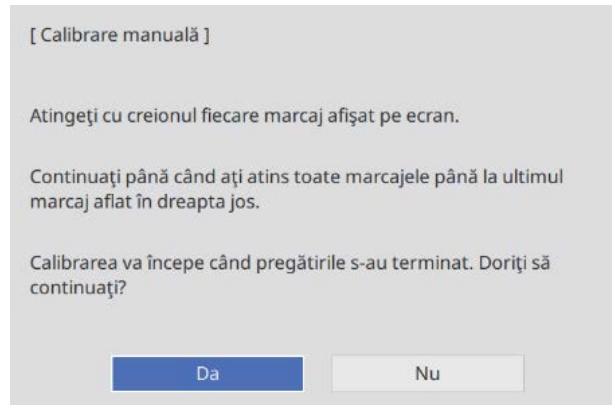 [ Calibrare manuală ]
Atingeţi cu creionul fiecare marcaj afişat pe ecran.
Continuaţi până când aţi atins toate marcajele până la ultimul
marcaj aflat în dreapta jos.
Calibrarea va începe când pregătirile s-au terminat. Doriţi să
continuaţi?
Da
Nu